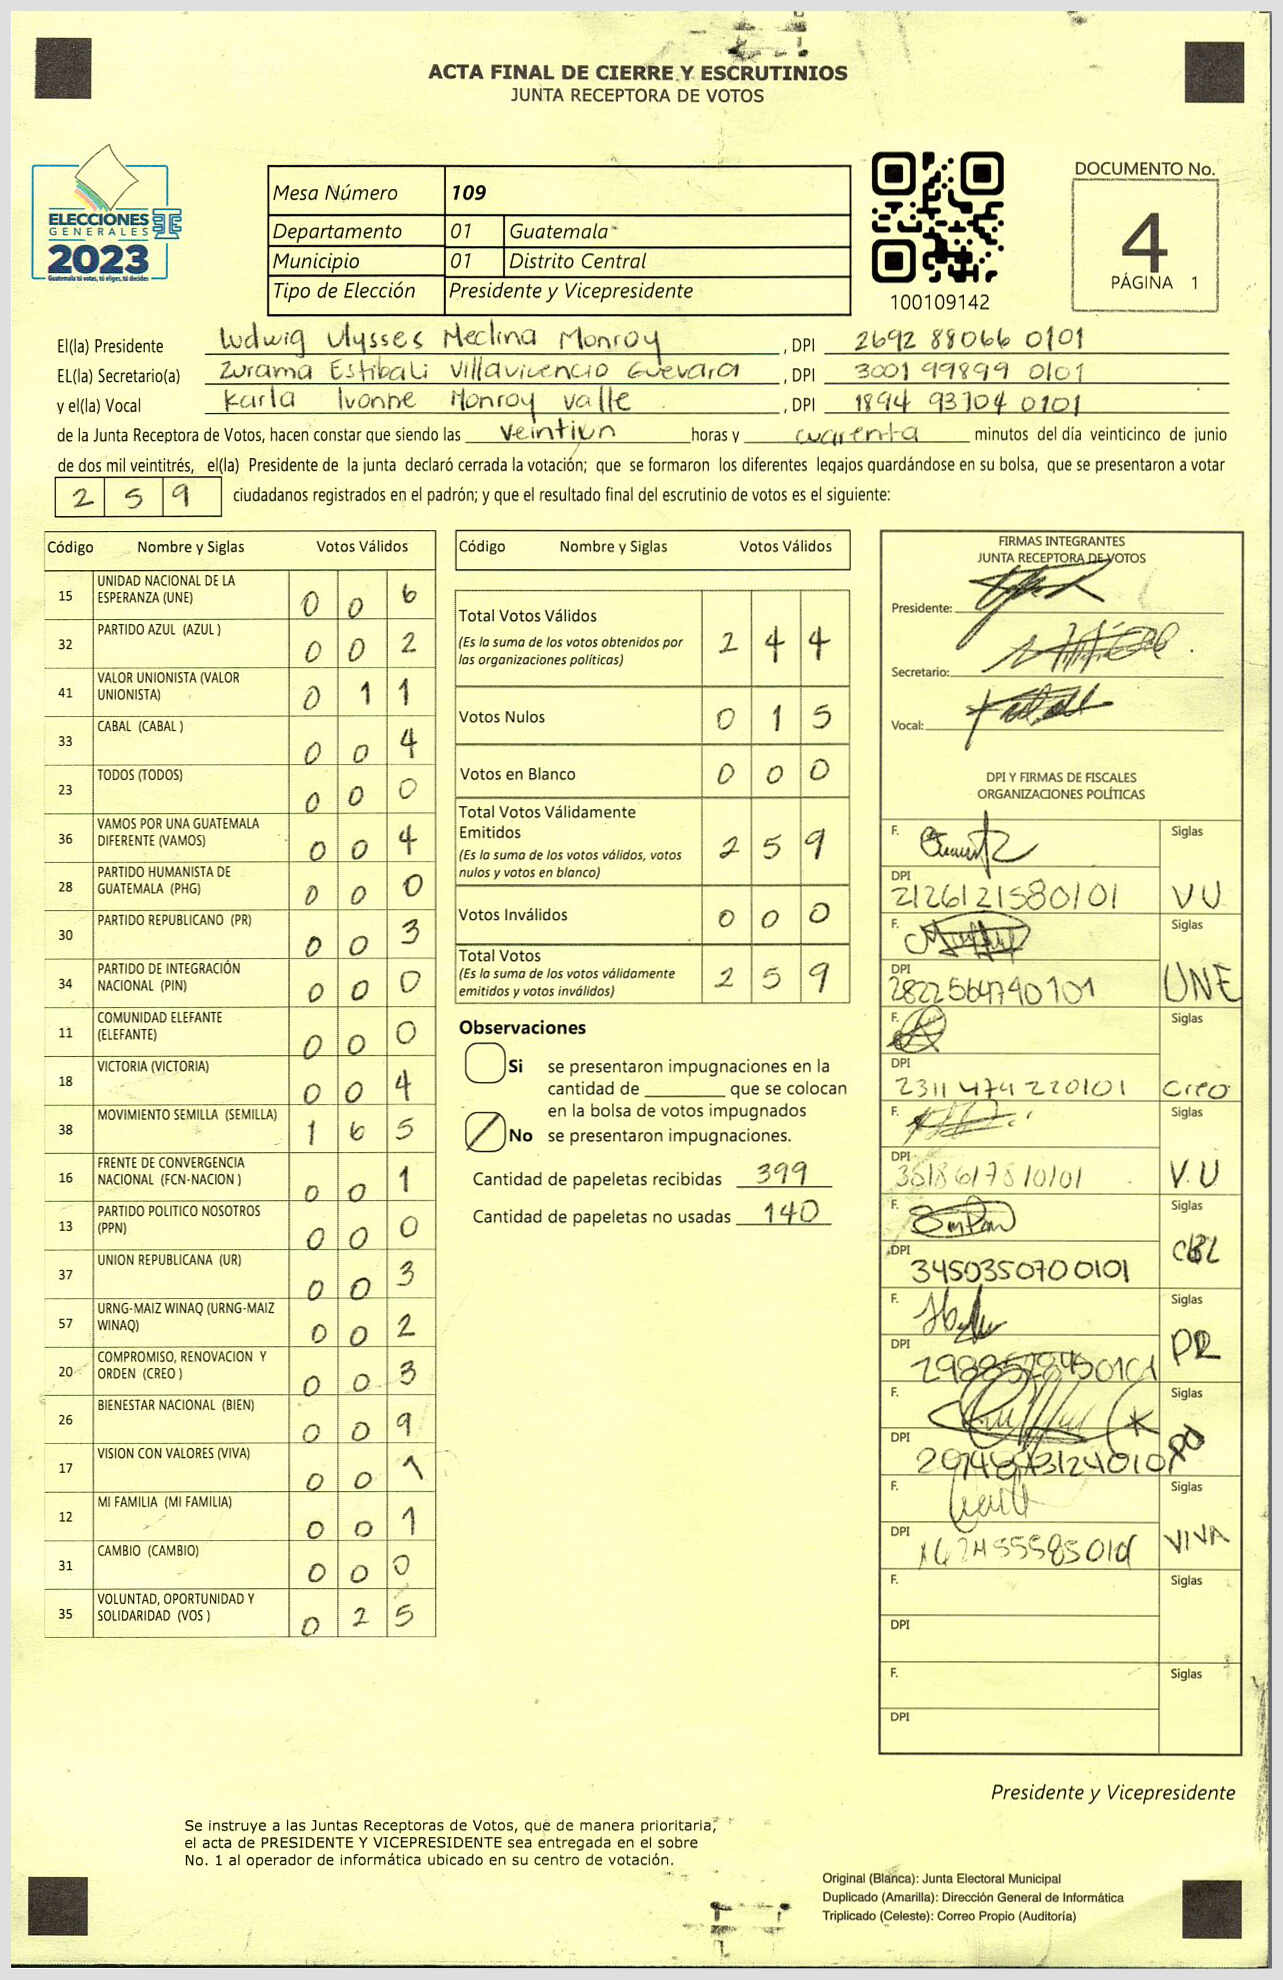 ACTA FINAL DE CIERRE Y ESCRUTINIOS
JUNTA RECEPTORA DE VOTOS
ELECCIONES
GENERALES
2023
Guatemala tú votas, tú eliges, tú decides
Mesa Número 109
Departamento 01 Guatemala
Municipio 01 Distrito Central
Tipo de Elección Presidente y Vicepresidente
100109142
DOCUMENTO No.
4
PÁGINA 1
El(la) Presidente Ludwig Ulysses Medina Monroy , DPI 2692 88066 0101
EL(la) Secretario(a) Zurama Estibali Villavicencio Guevara , DPI 3001 99899 0101
y el(la) Vocal Karla Ivonne Monroy Valle , DPI 1894 93704 0101
de la Junta Receptora de Votos, hacen constar que siendo las veintiun horas y cuarenta minutos del día veinticinco de junio
de dos mil veintitrés, el(la) Presidente de la junta declaró cerrada la votación; que se formaron los diferentes legajos guardándose en su bolsa, que se presentaron a votar
2 5 9 ciudadanos registrados en el padrón; y que el resultado final del escrutinio de votos es el siguiente:
Código Nombre y Siglas Votos Válidos
15 UNIDAD NACIONAL DE LA ESPERANZA (UNE) 0 0 6
32 PARTIDO AZUL (AZUL ) 0 0 2
41 VALOR UNIONISTA (VALOR UNIONISTA) 0 1 1
33 CABAL (CABAL ) 0 0 4
23 TODOS (TODOS) 0 0 0
36 VAMOS POR UNA GUATEMALA DIFERENTE (VAMOS) 0 0 4
28 PARTIDO HUMANISTA DE GUATEMALA (PHG) 0 0 0
30 PARTIDO REPUBLICANO (PR) 0 0 3
34 PARTIDO DE INTEGRACIÓN NACIONAL (PIN) 0 0 0
11 COMUNIDAD ELEFANTE (ELEFANTE) 0 0 0
18 VICTORIA (VICTORIA) 0 0 4
38 MOVIMIENTO SEMILLA (SEMILLA) 1 6 5
16 FRENTE DE CONVERGENCIA NACIONAL (FCN-NACION ) 0 0 1
13 PARTIDO POLITICO NOSOTROS (PPN) 0 0 0
37 UNION REPUBLICANA (UR) 0 0 3
57 URNG-MAIZ WINAQ (URNG-MAIZ WINAQ) 0 0 2
20 COMPROMISO, RENOVACION Y ORDEN (CREO ) 0 0 3
26 BIENESTAR NACIONAL (BIEN) 0 0 9
17 VISION CON VALORES (VIVA) 0 0 1
12 MI FAMILIA (MI FAMILIA) 0 0 1
31 CAMBIO (CAMBIO) 0 0 0
35 VOLUNTAD, OPORTUNIDAD Y SOLIDARIDAD (VOS ) 0 2 5
Código Nombre y Siglas Votos Válidos
Total Votos Válidos 2 4 4
(Es la suma de los votos obtenidos por
las organizaciones políticas)
Votos Nulos 0 1 5
Votos en Blanco 0 0 0
Total Votos Válidamente
Emitidos 2 5 9
(Es la suma de los votos válidos, votos
nulos y votos en blanco)
Votos Inválidos 0 0 0
Total Votos 2 5 9
(Es la suma de los votos válidamente
emitidos y votos inválidos)
Observaciones
Si se presentaron impugnaciones en la
cantidad de ________ que se colocan
en la bolsa de votos impugnados
No se presentaron impugnaciones.
Cantidad de papeletas recibidas 399
Cantidad de papeletas no usadas 140
FIRMAS INTEGRANTES
JUNTA RECEPTORA DE VOTOS
Presidente:
Secretario:
Vocal:
DPI Y FIRMAS DE FISCALES
ORGANIZACIONES POLÍTICAS
F. Siglas
DPI 2126121580101 VU
F. Siglas
DPI 2822564740101 UNE
F. Siglas
DPI 2311 474 220101 Creo
F. Siglas
DPI 3518617810101 V.U
F. Siglas
DPI 3450350700101 CBL
F. Siglas
DPI PR
F. Siglas
DPI
F. Siglas
DPI VIVA
F. Siglas
DPI
F. Siglas
DPI
Presidente y Vicepresidente
Se instruye a las Juntas Receptoras de Votos, que de manera prioritaria,
el acta de PRESIDENTE Y VICEPRESIDENTE sea entregada en el sobre
No. 1 al operador de informática ubicado en su centro de votación.
Original (Blanca): Junta Electoral Municipal
Duplicado (Amarilla): Dirección General de Informática
Triplicado (Celeste): Correo Propio (Auditoría)